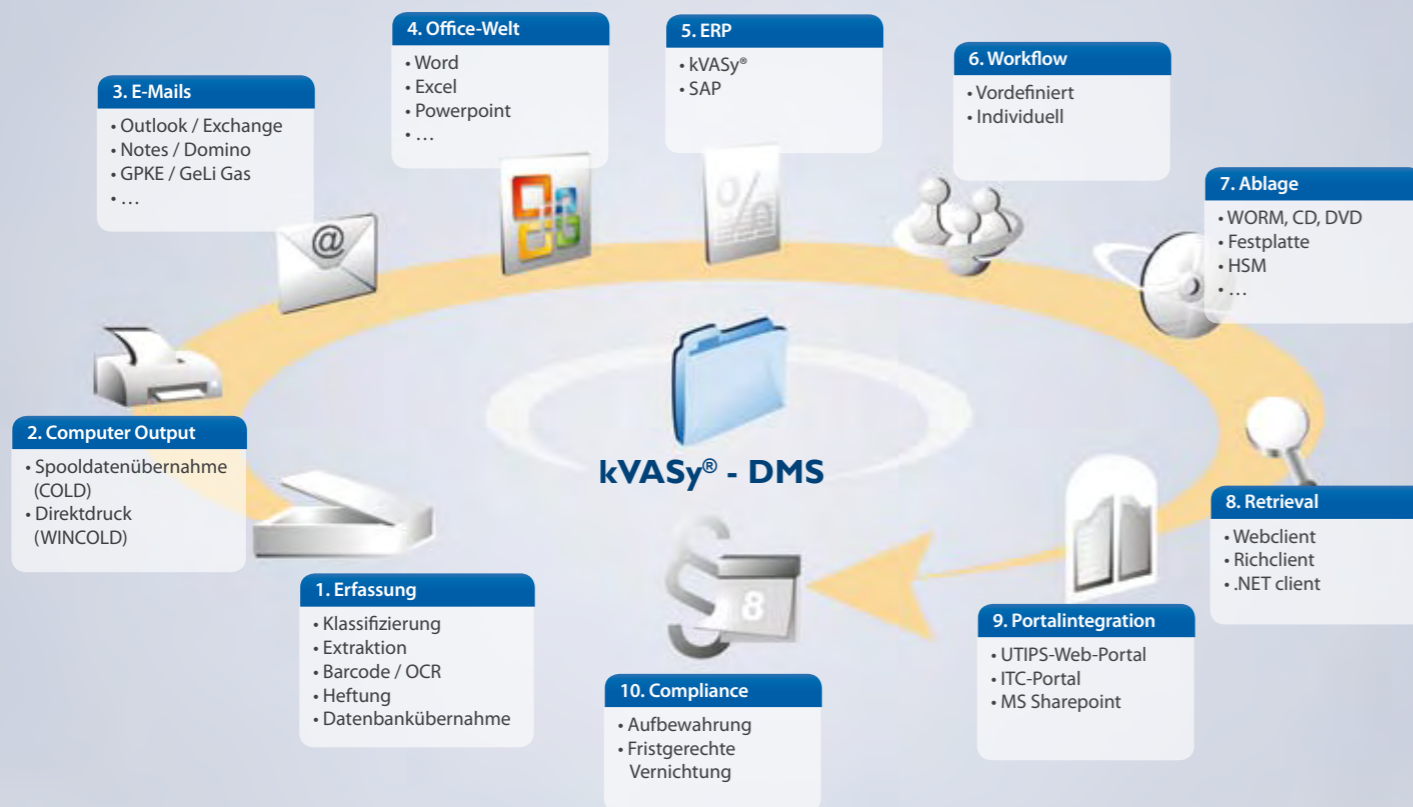 1. Erfassung
• Klassifizierung
• Extraktion
• Barcode / OCR
• Heftung
• Datenbankübernahme
2. Computer Output
• Spooldatenübernahme
(COLD)
• Direktdruck
(WINCOLD)
3. E-Mails
• Outlook / Exchange
• Notes / Domino
• GPKE / GeLi Gas
• …
@
4. Office-Welt
• Word
• Excel
• Powerpoint
• …
5. ERP
• kVASy®
• SAP
%
6. Workflow
• Vordefiniert
• Individuell
7. Ablage
• WORM, CD, DVD
• Festplatte
• HSM
• …
8. Retrieval
• Webclient
• Richclient
• .NET client
9. Portalintegration
• UTIPS-Web-Portal
• ITC-Portal
• MS Sharepoint
§
8
10. Compliance
• Aufbewahrung
• Fristgerechte
Vernichtung
kVASy® - DMS